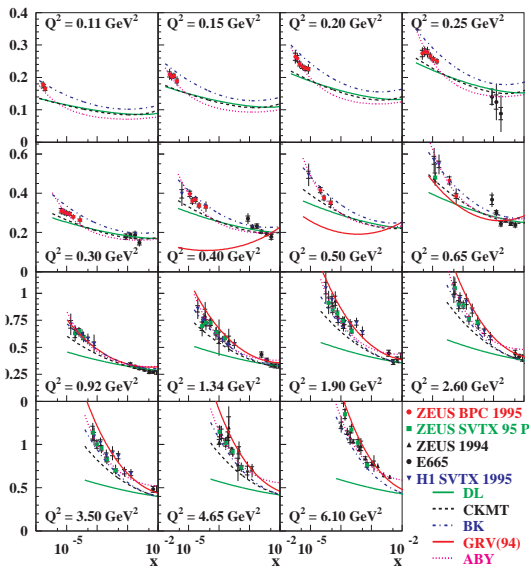 Q² = 0.11 GeV² Q² = 0.15 GeV² Q² = 0.20 GeV² Q² = 0.25 GeV²
0.4
0.3
0.2
0.1
0
0.6
0.4
0.2
0
Q² = 0.30 GeV² Q² = 0.40 GeV² Q² = 0.50 GeV² Q² = 0.65 GeV²
1
0.75
0.5
0.25
Q² = 0.92 GeV² Q² = 1.34 GeV² Q² = 1.90 GeV² Q² = 2.60 GeV²
1.5
1
0.5
0
Q² = 3.50 GeV² Q² = 4.65 GeV² Q² = 6.10 GeV²
10⁻⁵ 10⁻² 10⁻⁵ 10⁻² 10⁻⁵ 10⁻²
x x x
ZEUS BPC 1995
ZEUS SVTX 95 P
ZEUS 1994
E665
H1 SVTX 1995
DL
CKMT
BK
GRV(94)
ABY